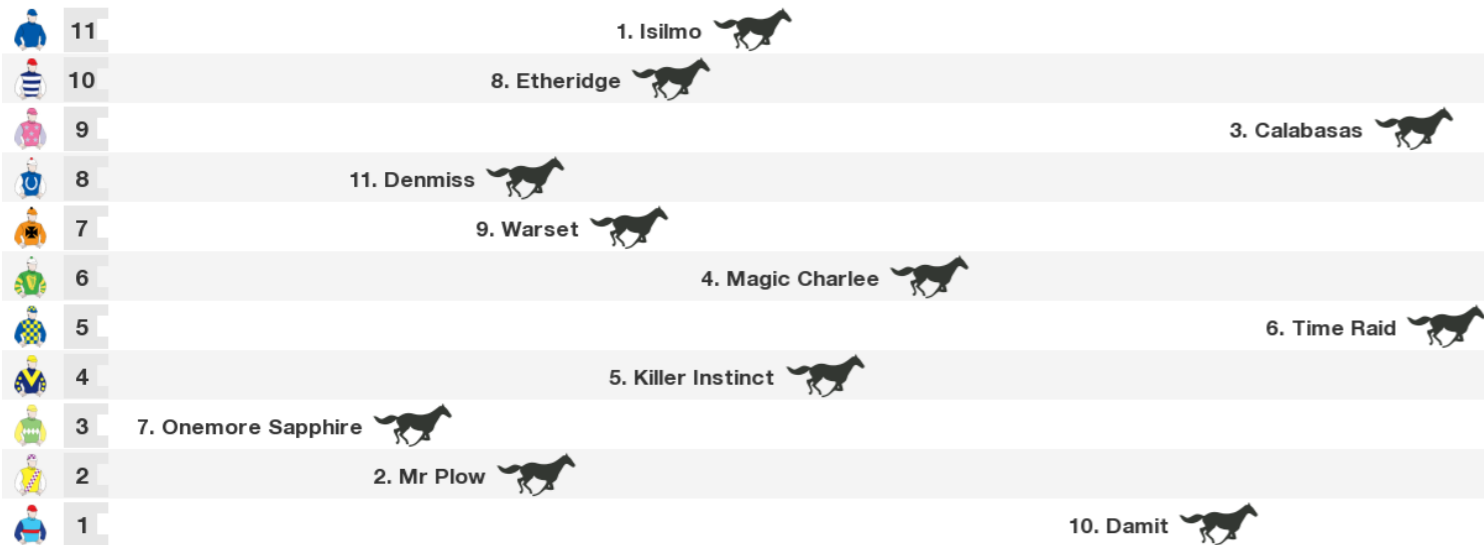 11 1. Isilmo
10 8. Etheridge
9 3. Calabasas
8 11. Denmiss
7 9. Warset
6 4. Magic Charlee
5 6. Time Raid
4 5. Killer Instinct
3 7. Onemore Sapphire
2 2. Mr Plow
1 10. Damit